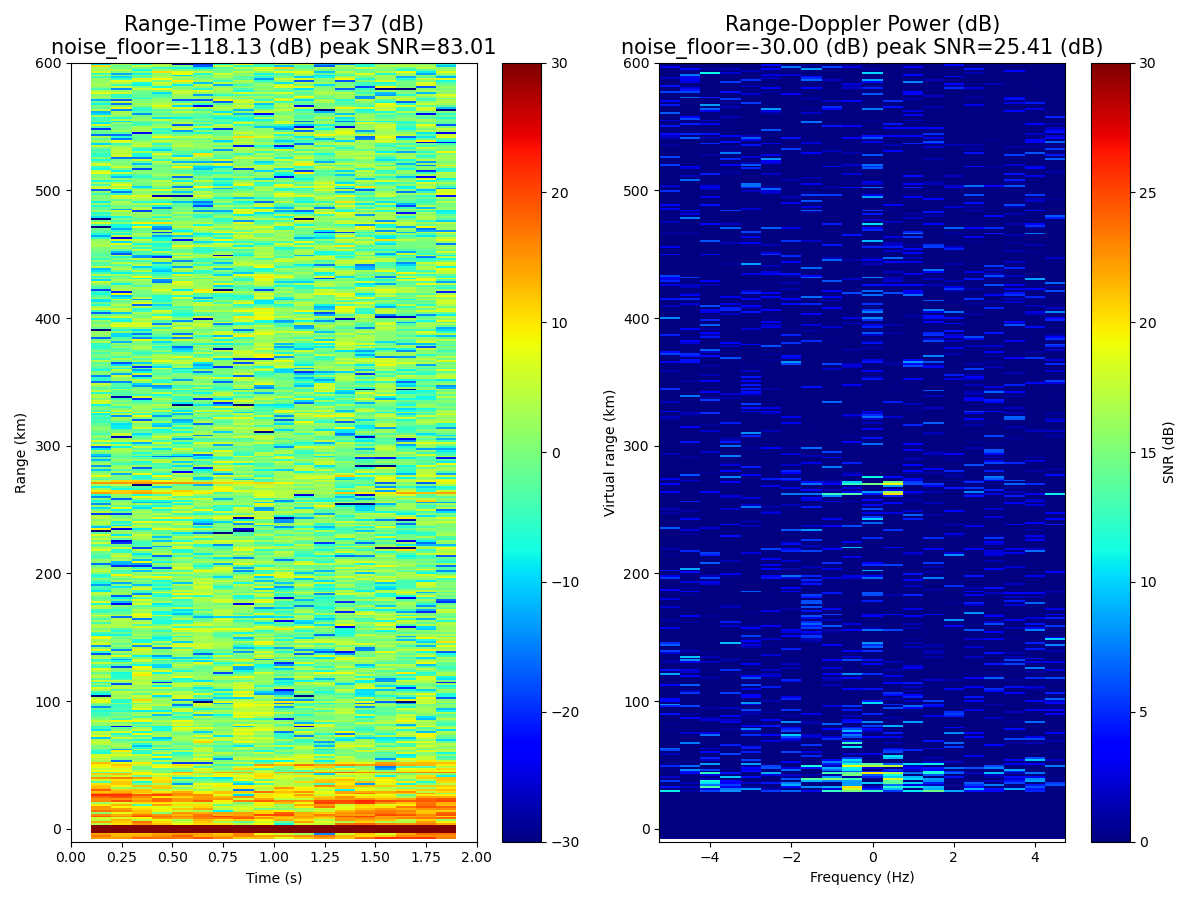 Range-Time Power f=37 (dB)
noise_floor=-118.13 (dB) peak SNR=83.01
Range (km)
600
500
400
300
200
100
0
0.00 0.25 0.50 0.75 1.00 1.25 1.50 1.75 2.00
Time (s)
30
20
10
0
−10
−20
−30
Range-Doppler Power (dB)
noise_floor=-30.00 (dB) peak SNR=25.41 (dB)
Virtual range (km)
600
500
400
300
200
100
0
−4 −2 0 2 4
Frequency (Hz)
30
25
20
15
10
5
0
SNR (dB)